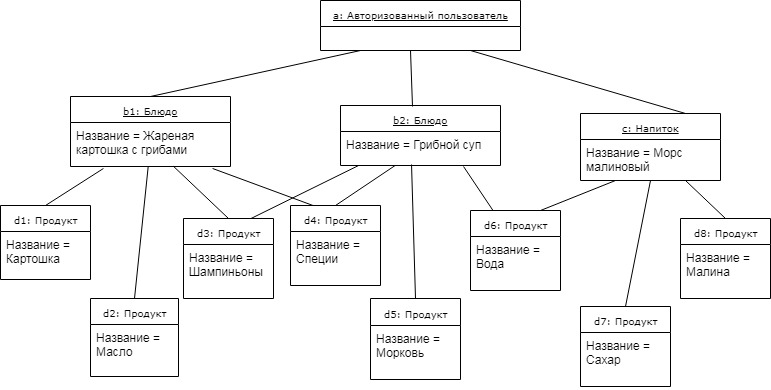 a: Авторизованный пользователь
b1: Блюдо
Название = Жареная
картошка с грибами
b2: Блюдо
Название = Грибной суп
c: Напиток
Название = Морс
малиновый
d1: Продукт
Название =
Картошка
d2: Продукт
Название =
Масло
d3: Продукт
Название =
Шампиньоны
d4: Продукт
Название =
Специи
d5: Продукт
Название =
Морковь
d6: Продукт
Название =
Вода
d7: Продукт
Название =
Сахар
d8: Продукт
Название =
Малина